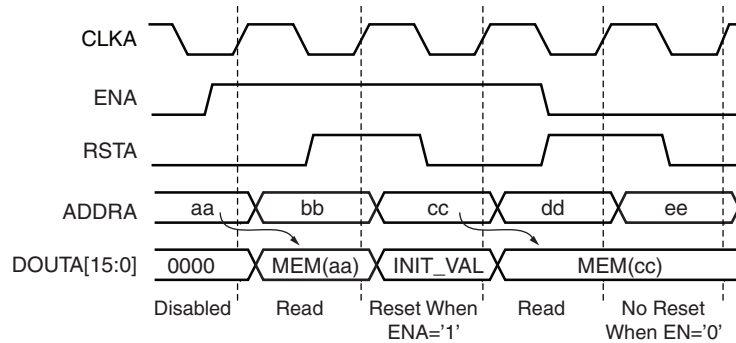 CLKA
ENA
RSTA
ADDRA aa bb cc dd ee
DOUTA[15:0] 0000 MEM(aa) INIT_VAL MEM(cc)
Disabled Read Reset When Read No Reset
ENA='1' When EN='0'